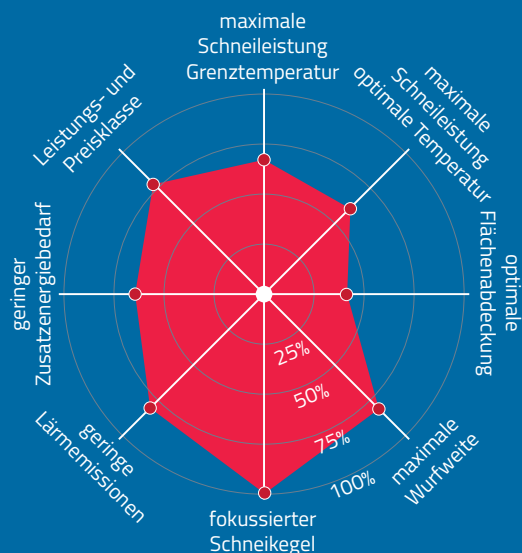 maximale
Schneileistung
Grenztemperatur
maximale
Schneileistung
optimale Temperatur
optimale
Flächenabdeckung
maximale
Wurfweite
fokussierter
Schneikegel
geringe
Lärmemissionen
geringer
Zusatzenergiebedarf
Leistungs- und
Preisklasse
25%
50%
75%
100%